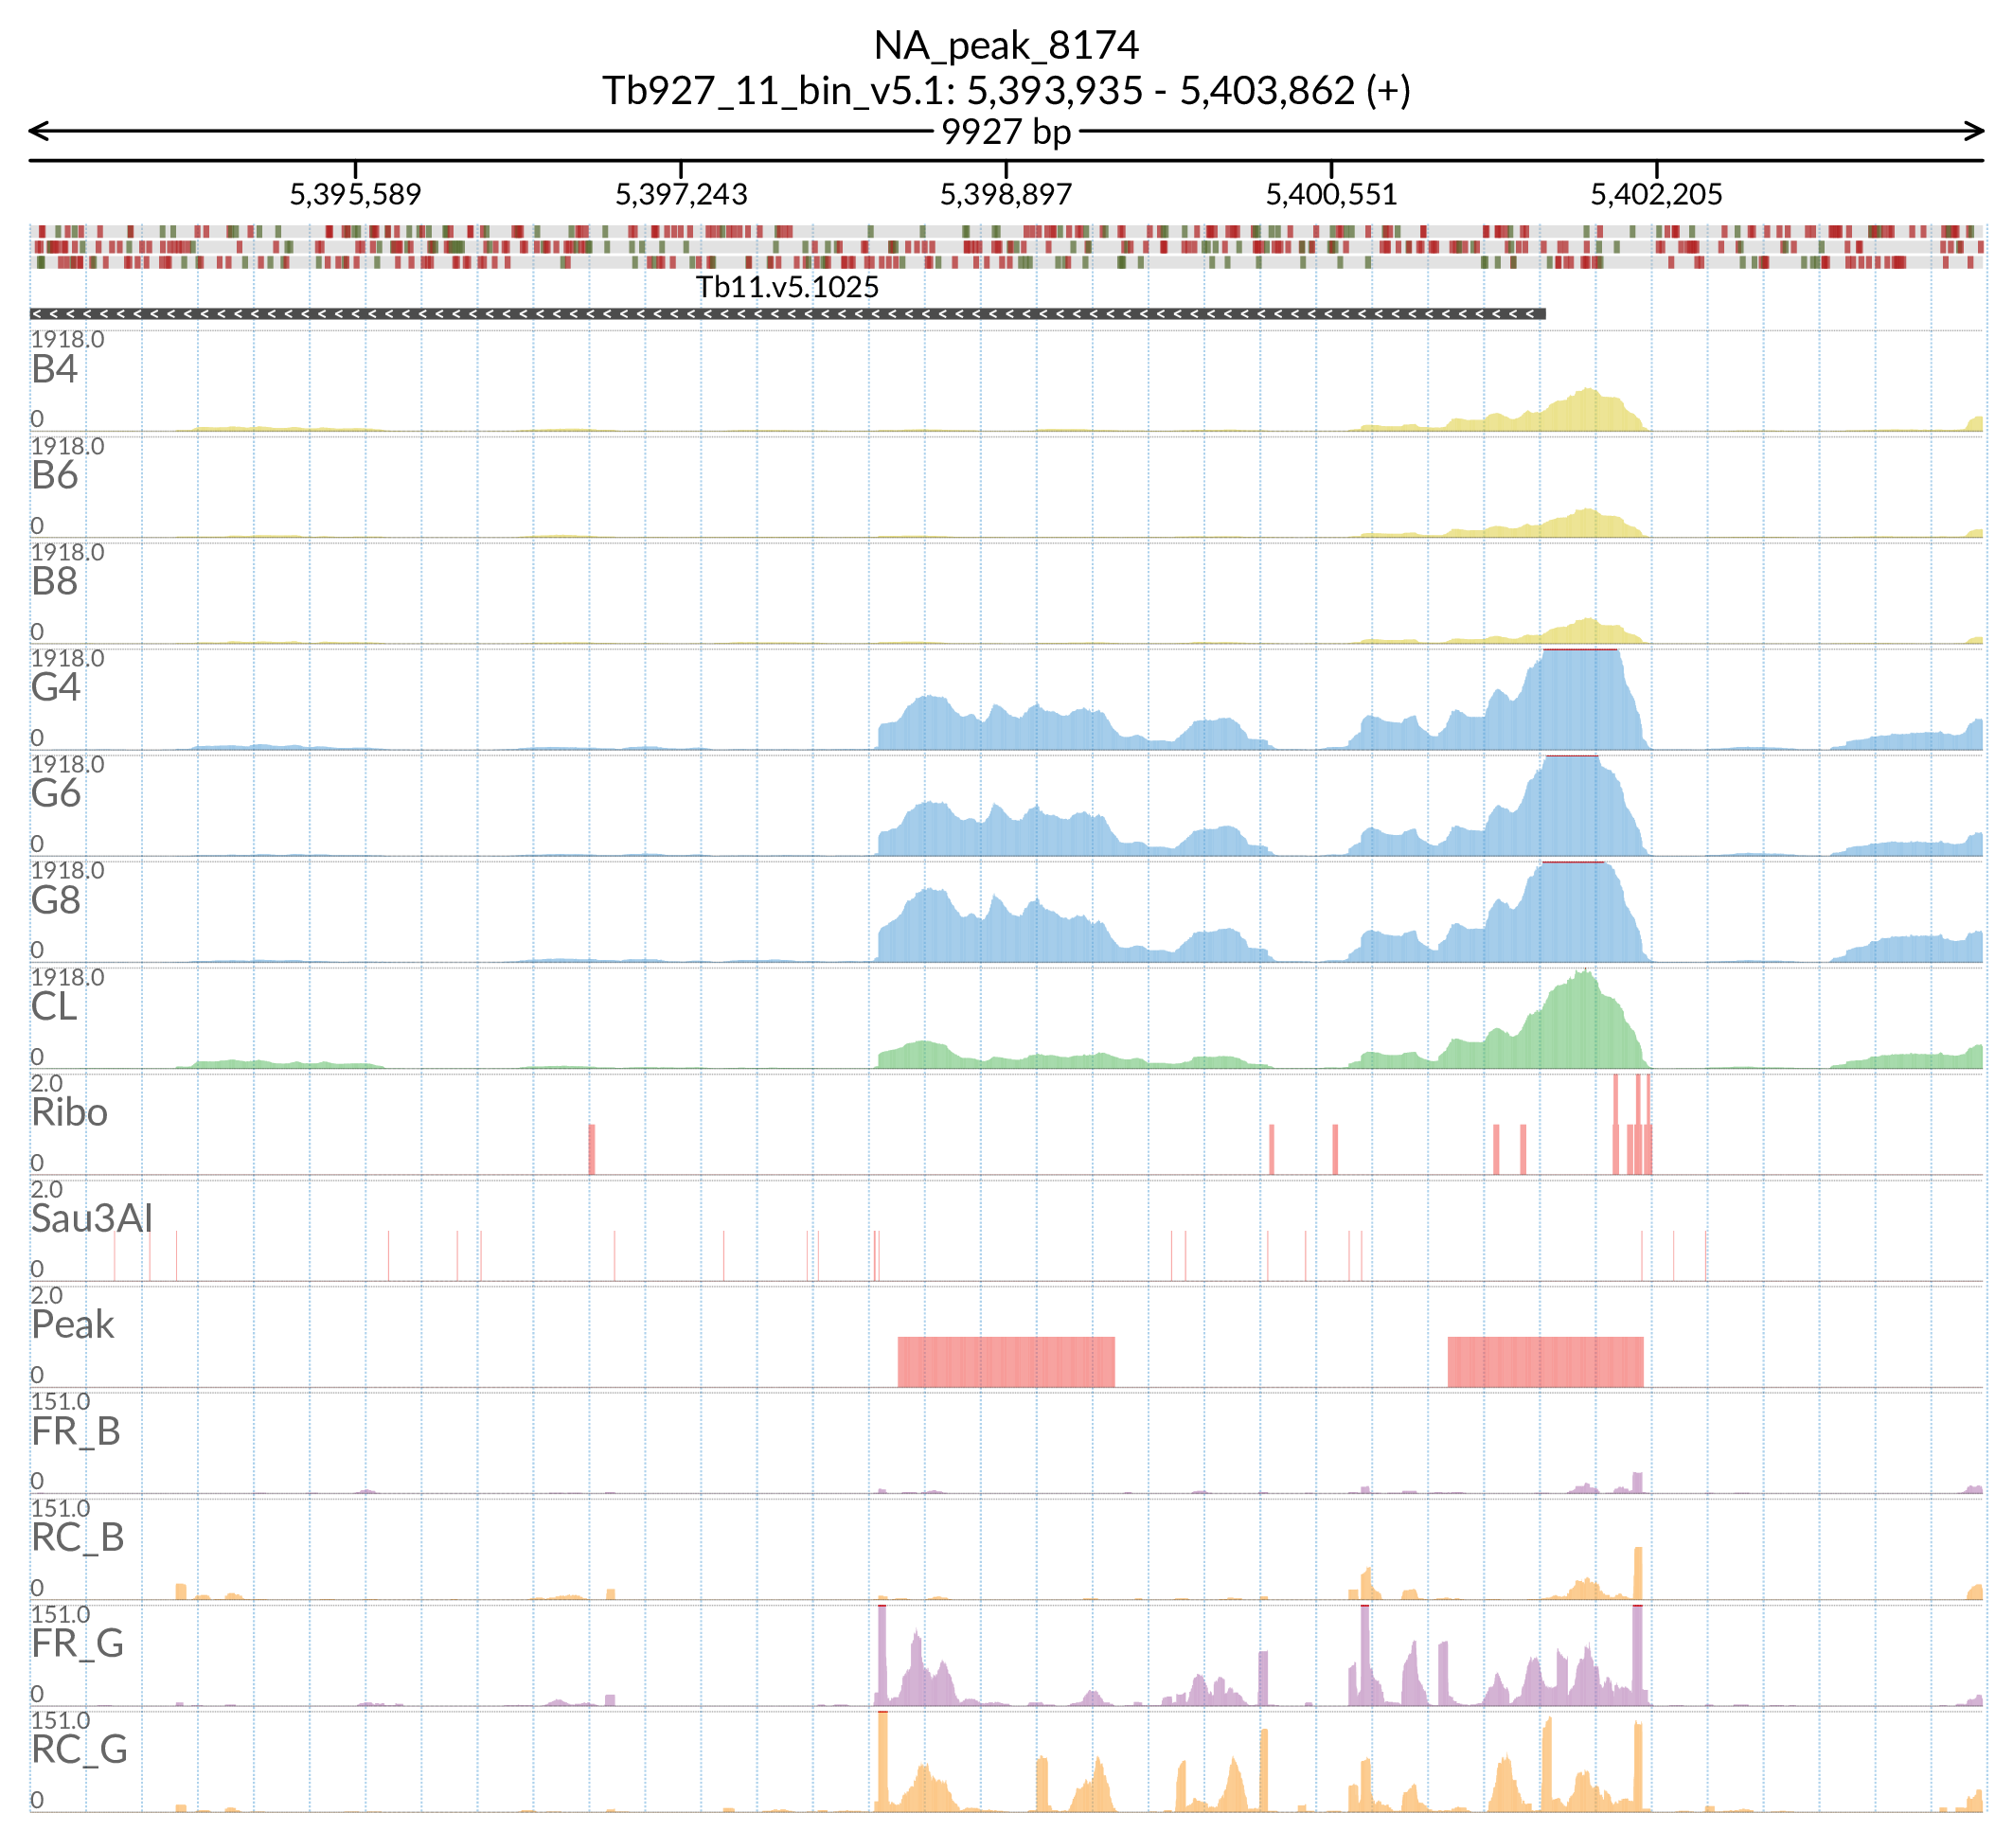 NA_peak_8174
Tb927_11_bin_v5.1: 5,393,935 - 5,403,862 (+)
9927 bp
5,395,589 5,397,243 5,398,897 5,400,551 5,402,205
Tb11.v5.1025
1918.0
B4
0
1918.0
B6
0
1918.0
B8
0
1918.0
G4
0
1918.0
G6
0
1918.0
G8
0
1918.0
CL
0
2.0
Ribo
0
2.0
Sau3AI
0
2.0
Peak
0
151.0
FR_B
0
151.0
RC_B
0
151.0
FR_G
0
151.0
RC_G
0